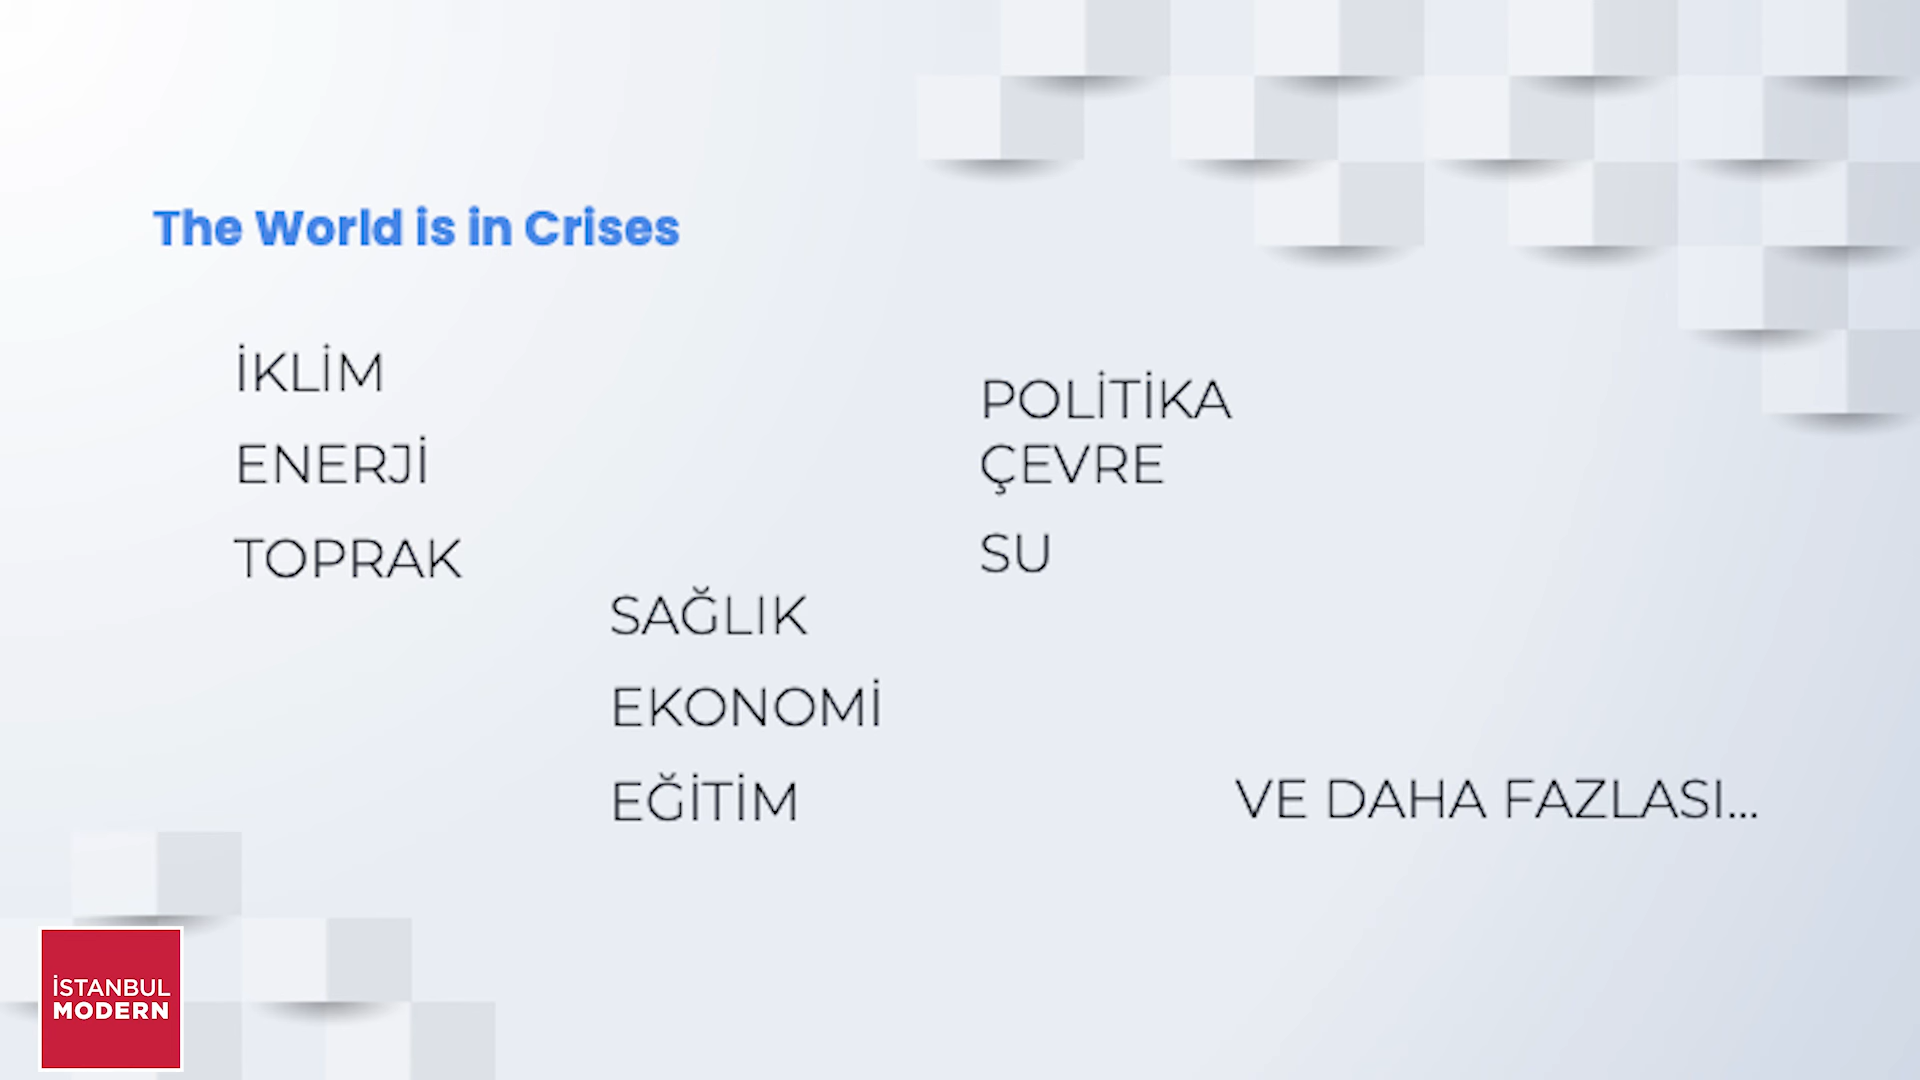 The World is in Crises
İKLİM
ENERJİ
TOPRAK
POLİTİKA
ÇEVRE
SU
SAĞLIK
EKONOMİ
EĞİTİM
VE DAHA FAZLASI...
İSTANBUL
MODERN